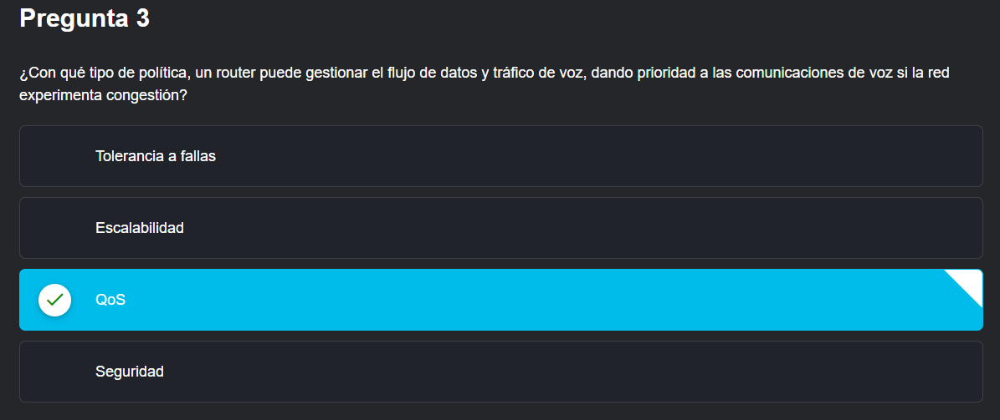 Pregunta 3
¿Con qué tipo de política, un router puede gestionar el flujo de datos y tráfico de voz, dando prioridad a las comunicaciones de voz si la red
experimenta congestión?
Tolerancia a fallas
Escalabilidad
QoS
Seguridad